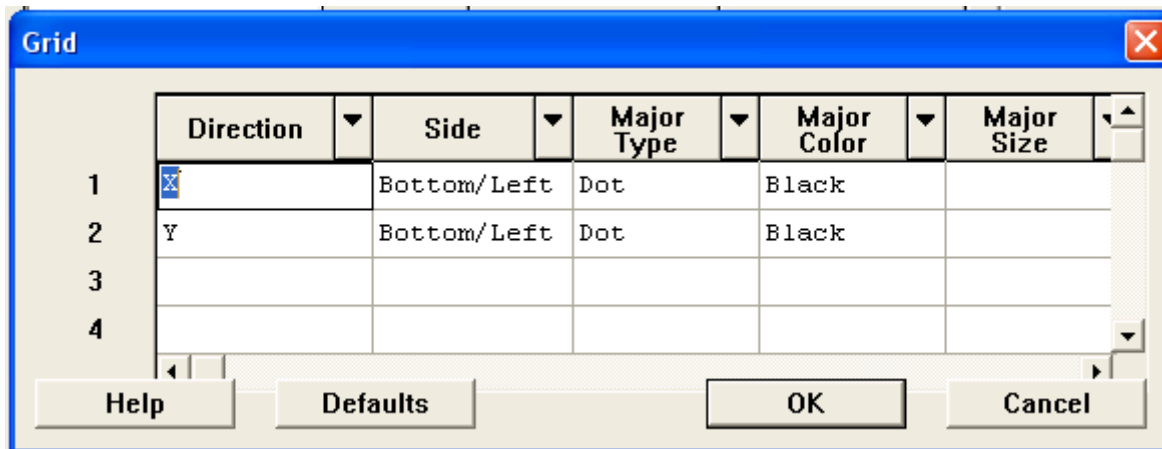 Grid
Direction Side Major Type Major Color Major Size
1 X Bottom/Left Dot Black
2 Y Bottom/Left Dot Black
3
4
Help Defaults OK Cancel